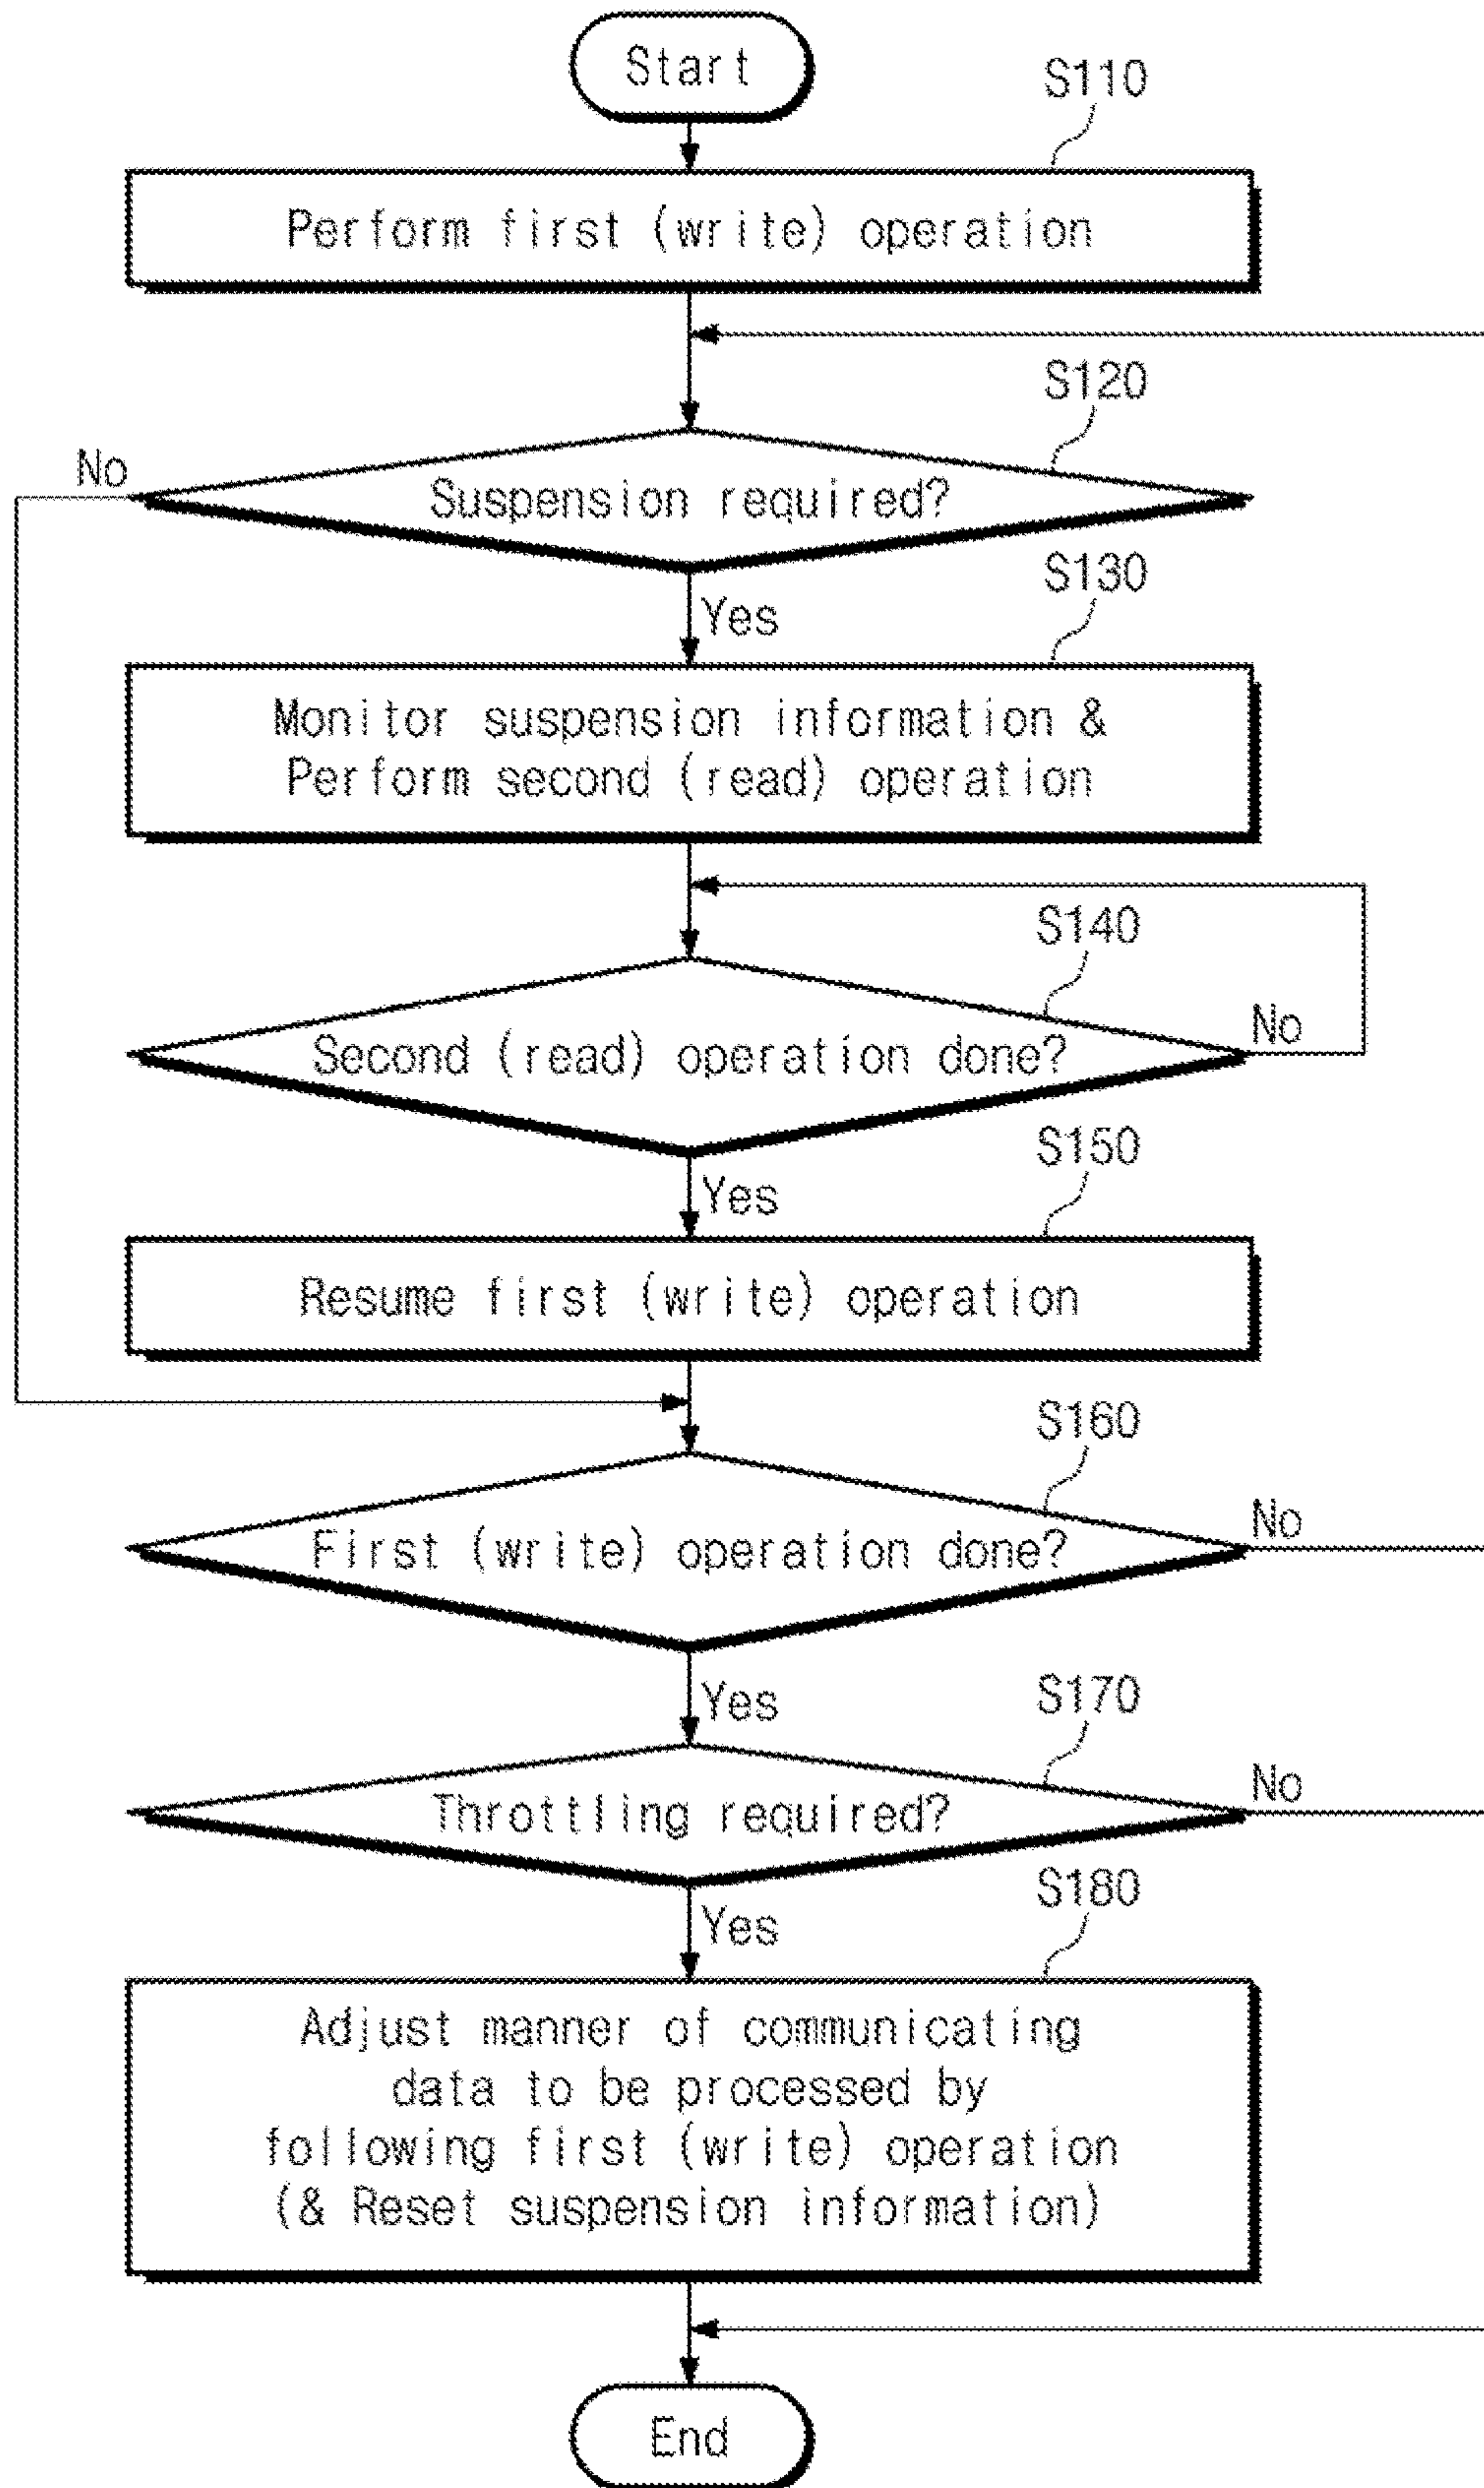 Start
S110
Perform first (write) operation
S120
No
Suspension required?
S130
Yes
Monitor suspension information &
Perform second (read) operation
S140
No
Second (read) operation done?
S150
Yes
Resume first (write) operation
S160
No
First (write) operation done?
S170
Yes
No
Throttling required?
S180
Yes
Adjust manner of communicating
data to be processed by
following first (write) operation
(& Reset suspension information)
End